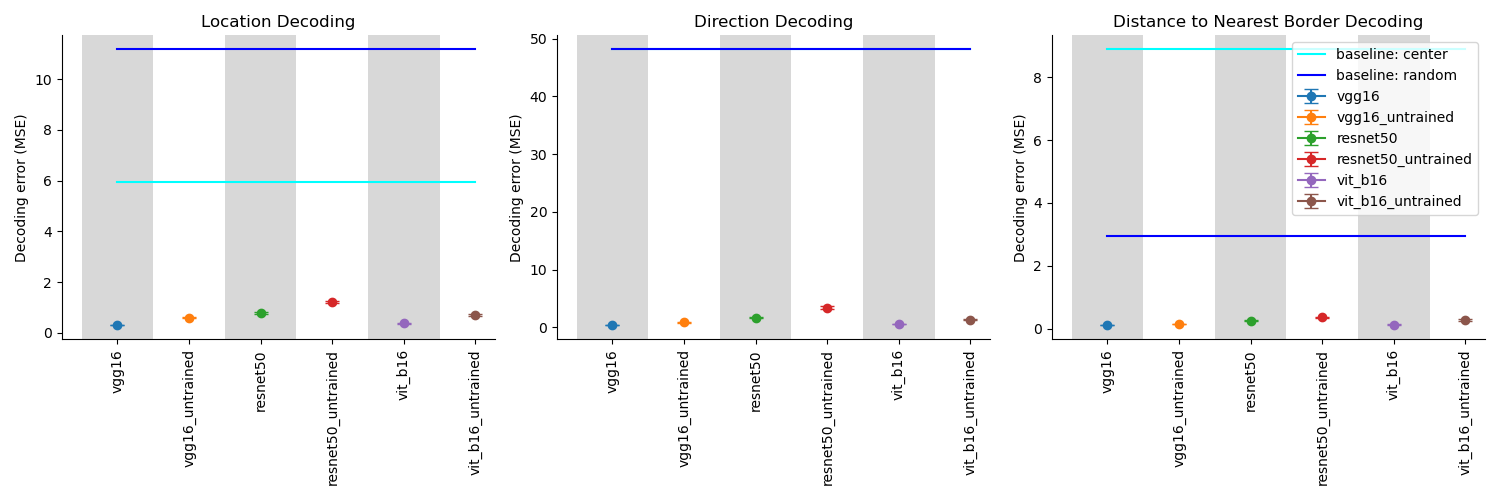 Location Decoding
Decoding error (MSE)
10
8
6
4
2
0
vgg16
vgg16_untrained
resnet50
resnet50_untrained
vit_b16
vit_b16_untrained
Direction Decoding
Decoding error (MSE)
50
40
30
20
10
0
vgg16
vgg16_untrained
resnet50
resnet50_untrained
vit_b16
vit_b16_untrained
Distance to Nearest Border Decoding
Decoding error (MSE)
8
6
4
2
0
baseline: center
baseline: random
vgg16
vgg16_untrained
resnet50
resnet50_untrained
vit_b16
vit_b16_untrained
vgg16
vgg16_untrained
resnet50
resnet50_untrained
vit_b16
vit_b16_untrained